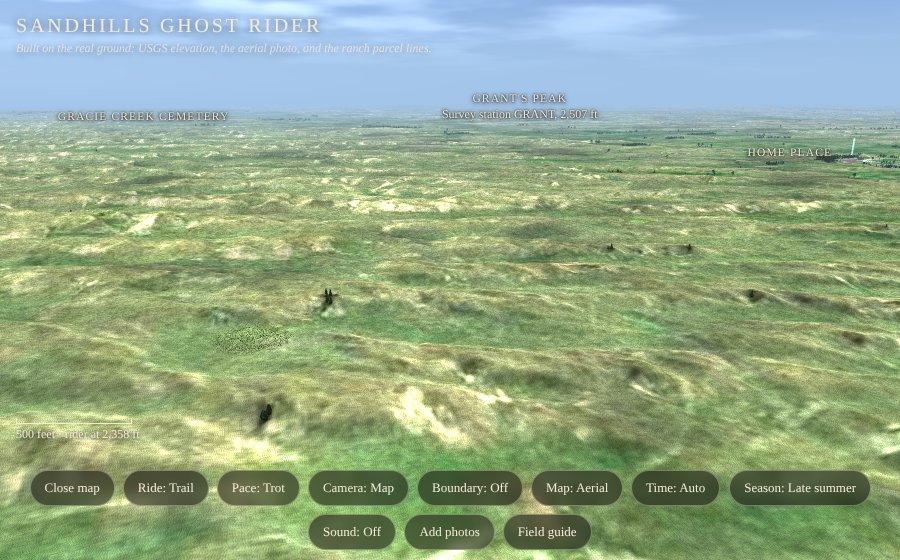 SANDHILLS GHOST RIDER
Built on the real ground: USGS elevation, the aerial photo, and the ranch parcel lines.
GRANT'S PEAK
Survey station GRANT, 2,507 ft
GRACIE CREEK CEMETERY
HOME PLACE
500 feet · rider at 2,358 ft
Close map
Ride: Trail
Pace: Trot
Camera: Map
Boundary: Off
Map: Aerial
Time: Auto
Season: Late summer
Sound: Off
Add photos
Field guide